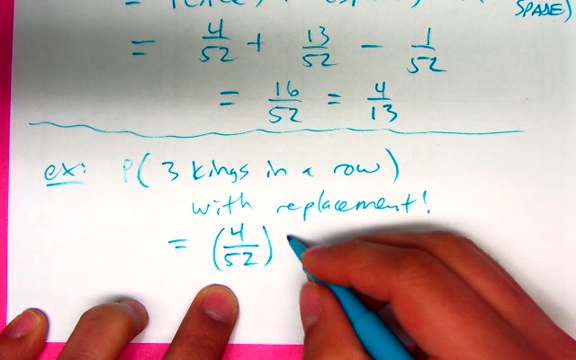 SPADE)
= 4/52 + 13/52 - 1/52
= 16/52 = 4/13
ex: P(3 kings in a row)
with replacement!
= (4/52)